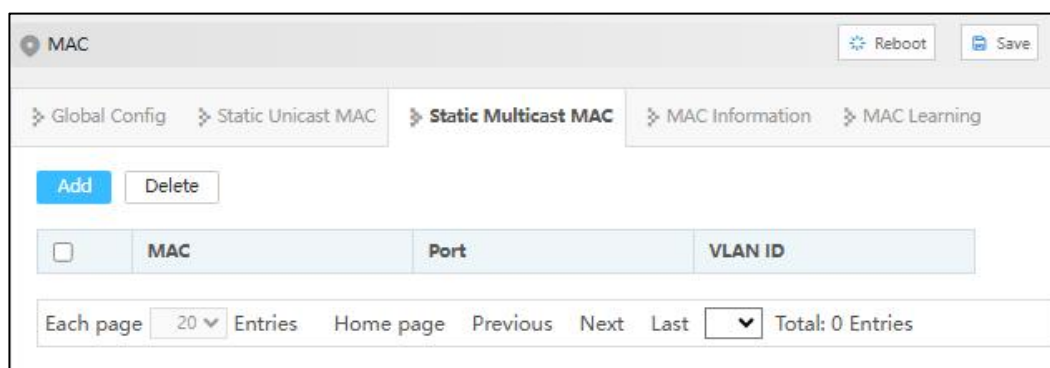 MAC Reboot Save
Global Config Static Unicast MAC Static Multicast MAC MAC Information MAC Learning
Add Delete
MAC Port VLAN ID
Each page 20 Entries Home page Previous Next Last Total: 0 Entries